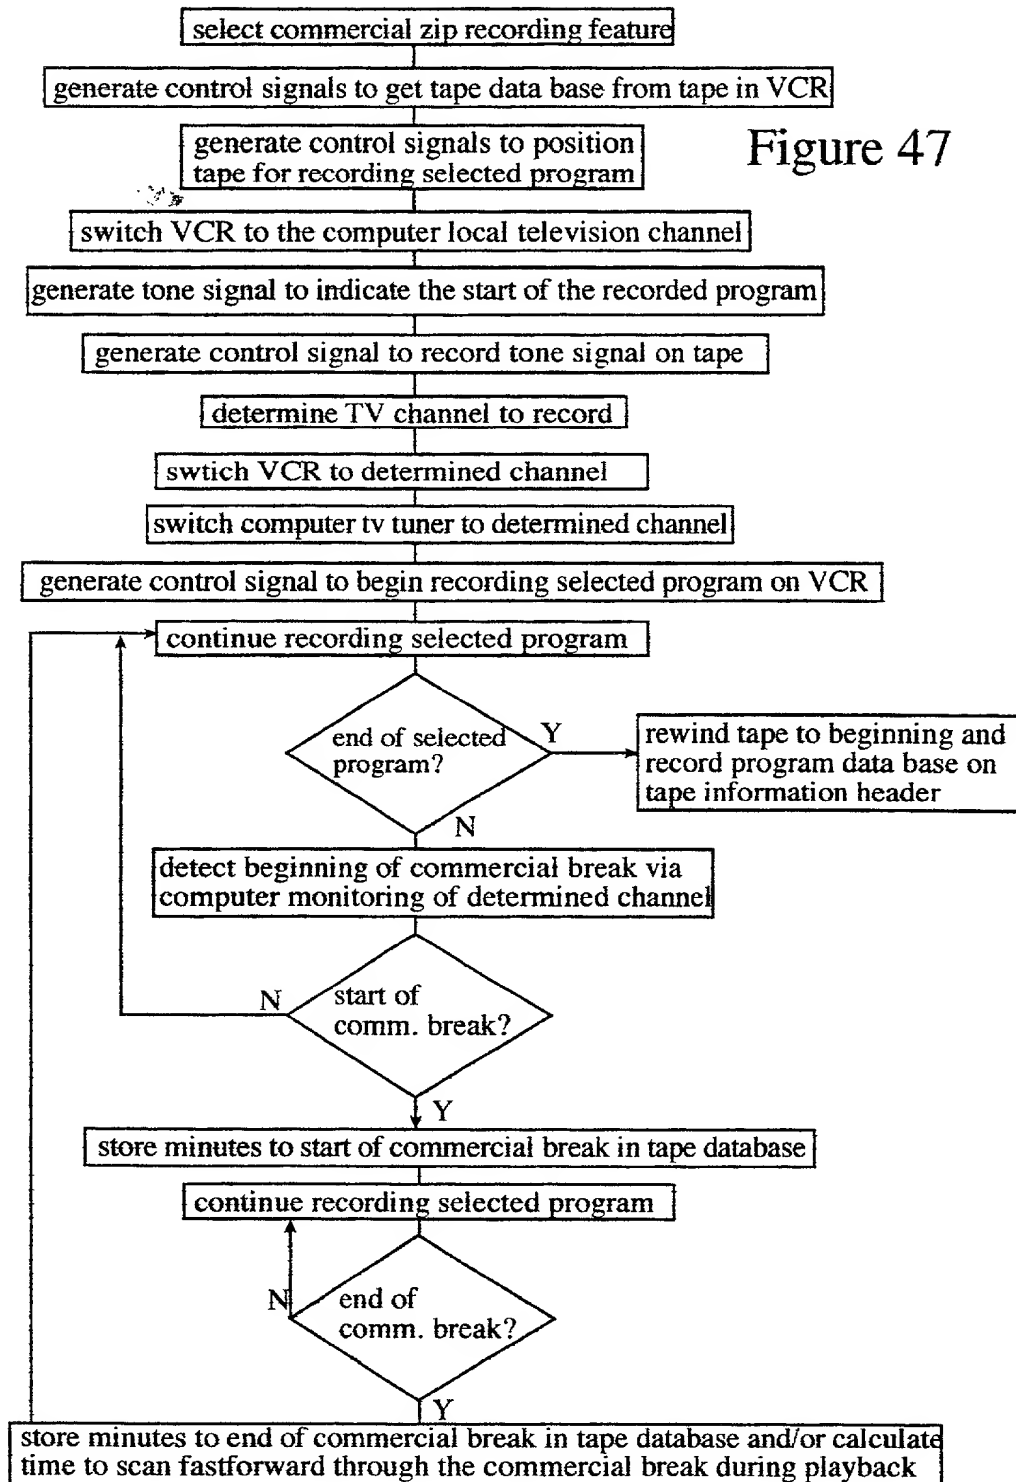 select commercial zip recording feature
generate control signals to get tape data base from tape in VCR
generate control signals to position
tape for recording selected program
Figure 47
switch VCR to the computer local television channel
generate tone signal to indicate the start of the recorded program
generate control signal to record tone signal on tape
determine TV channel to record
swtich VCR to determined channel
switch computer tv tuner to determined channel
generate control signal to begin recording selected program on VCR
continue recording selected program
end of selected
program?
Y
rewind tape to beginning and
record program data base on
tape information header
N
detect beginning of commercial break via
computer monitoring of determined channel
N
start of
comm. break?
Y
store minutes to start of commercial break in tape database
continue recording selected program
N
end of
comm. break?
Y
store minutes to end of commercial break in tape database and/or calculate
time to scan fastforward through the commercial break during playback